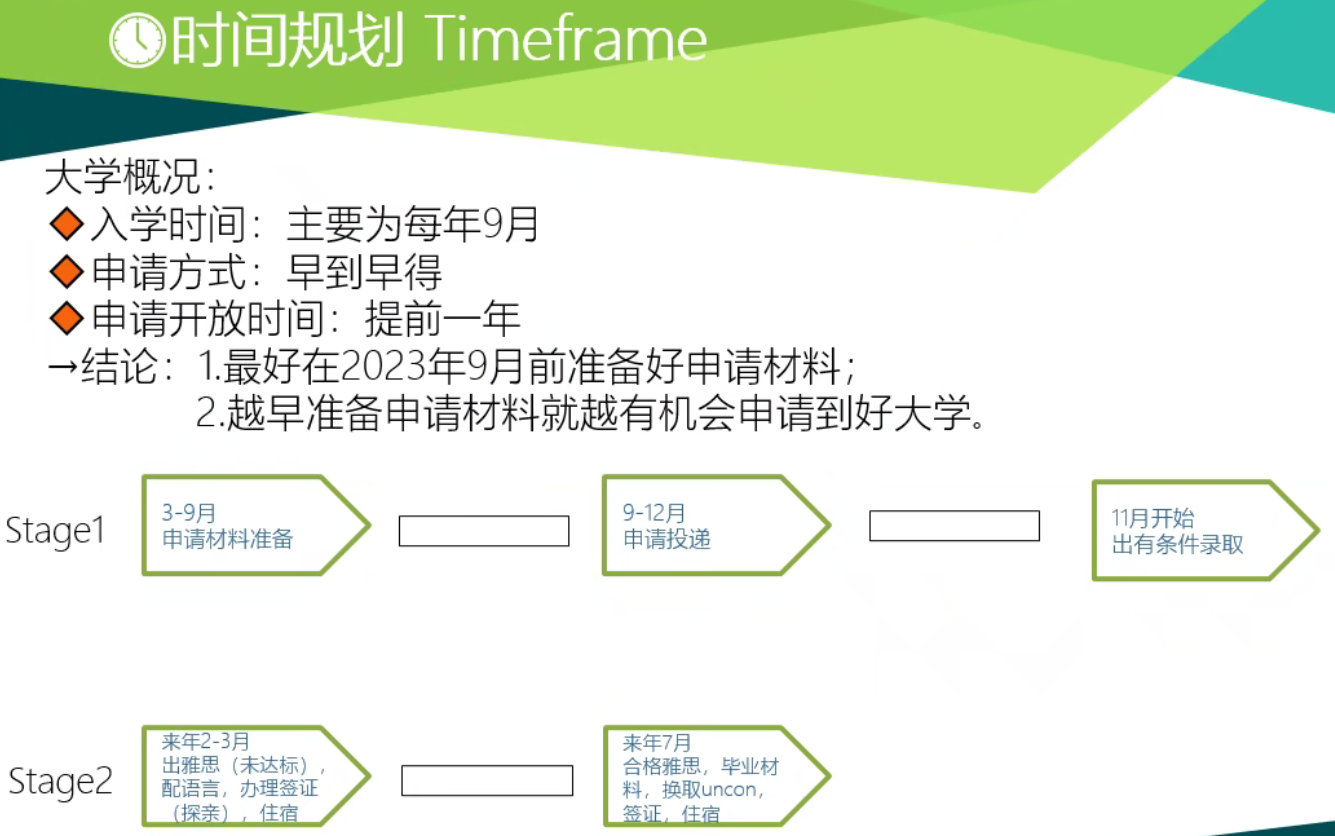 时间规划 Timeframe
大学概况：
入学时间：主要为每年9月
申请方式：早到早得
申请开放时间：提前一年
→结论：1.最好在2023年9月前准备好申请材料；
2.越早准备申请材料就越有机会申请到好大学。
Stage1
3-9月
申请材料准备
9-12月
申请投递
11月开始
出有条件录取
Stage2
来年2-3月
出雅思（未达标），
配语言，办理签证
（探亲），住宿
来年7月
合格雅思，毕业材
料，换取uncon，
签证，住宿